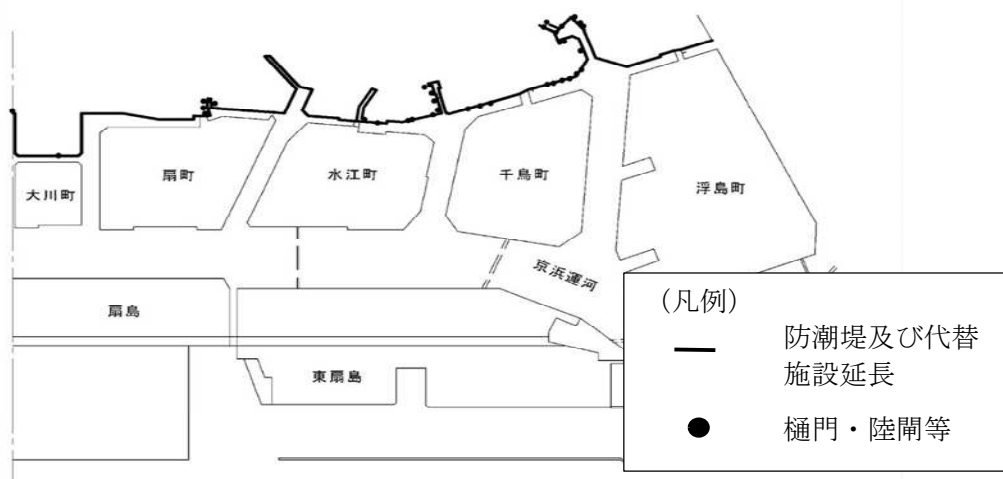 大川町
扇町
水江町
千鳥町
浮島町
京浜運河
扇島
東扇島
(凡例)
防潮堤及び代替
施設延長
樋門・陸閘等